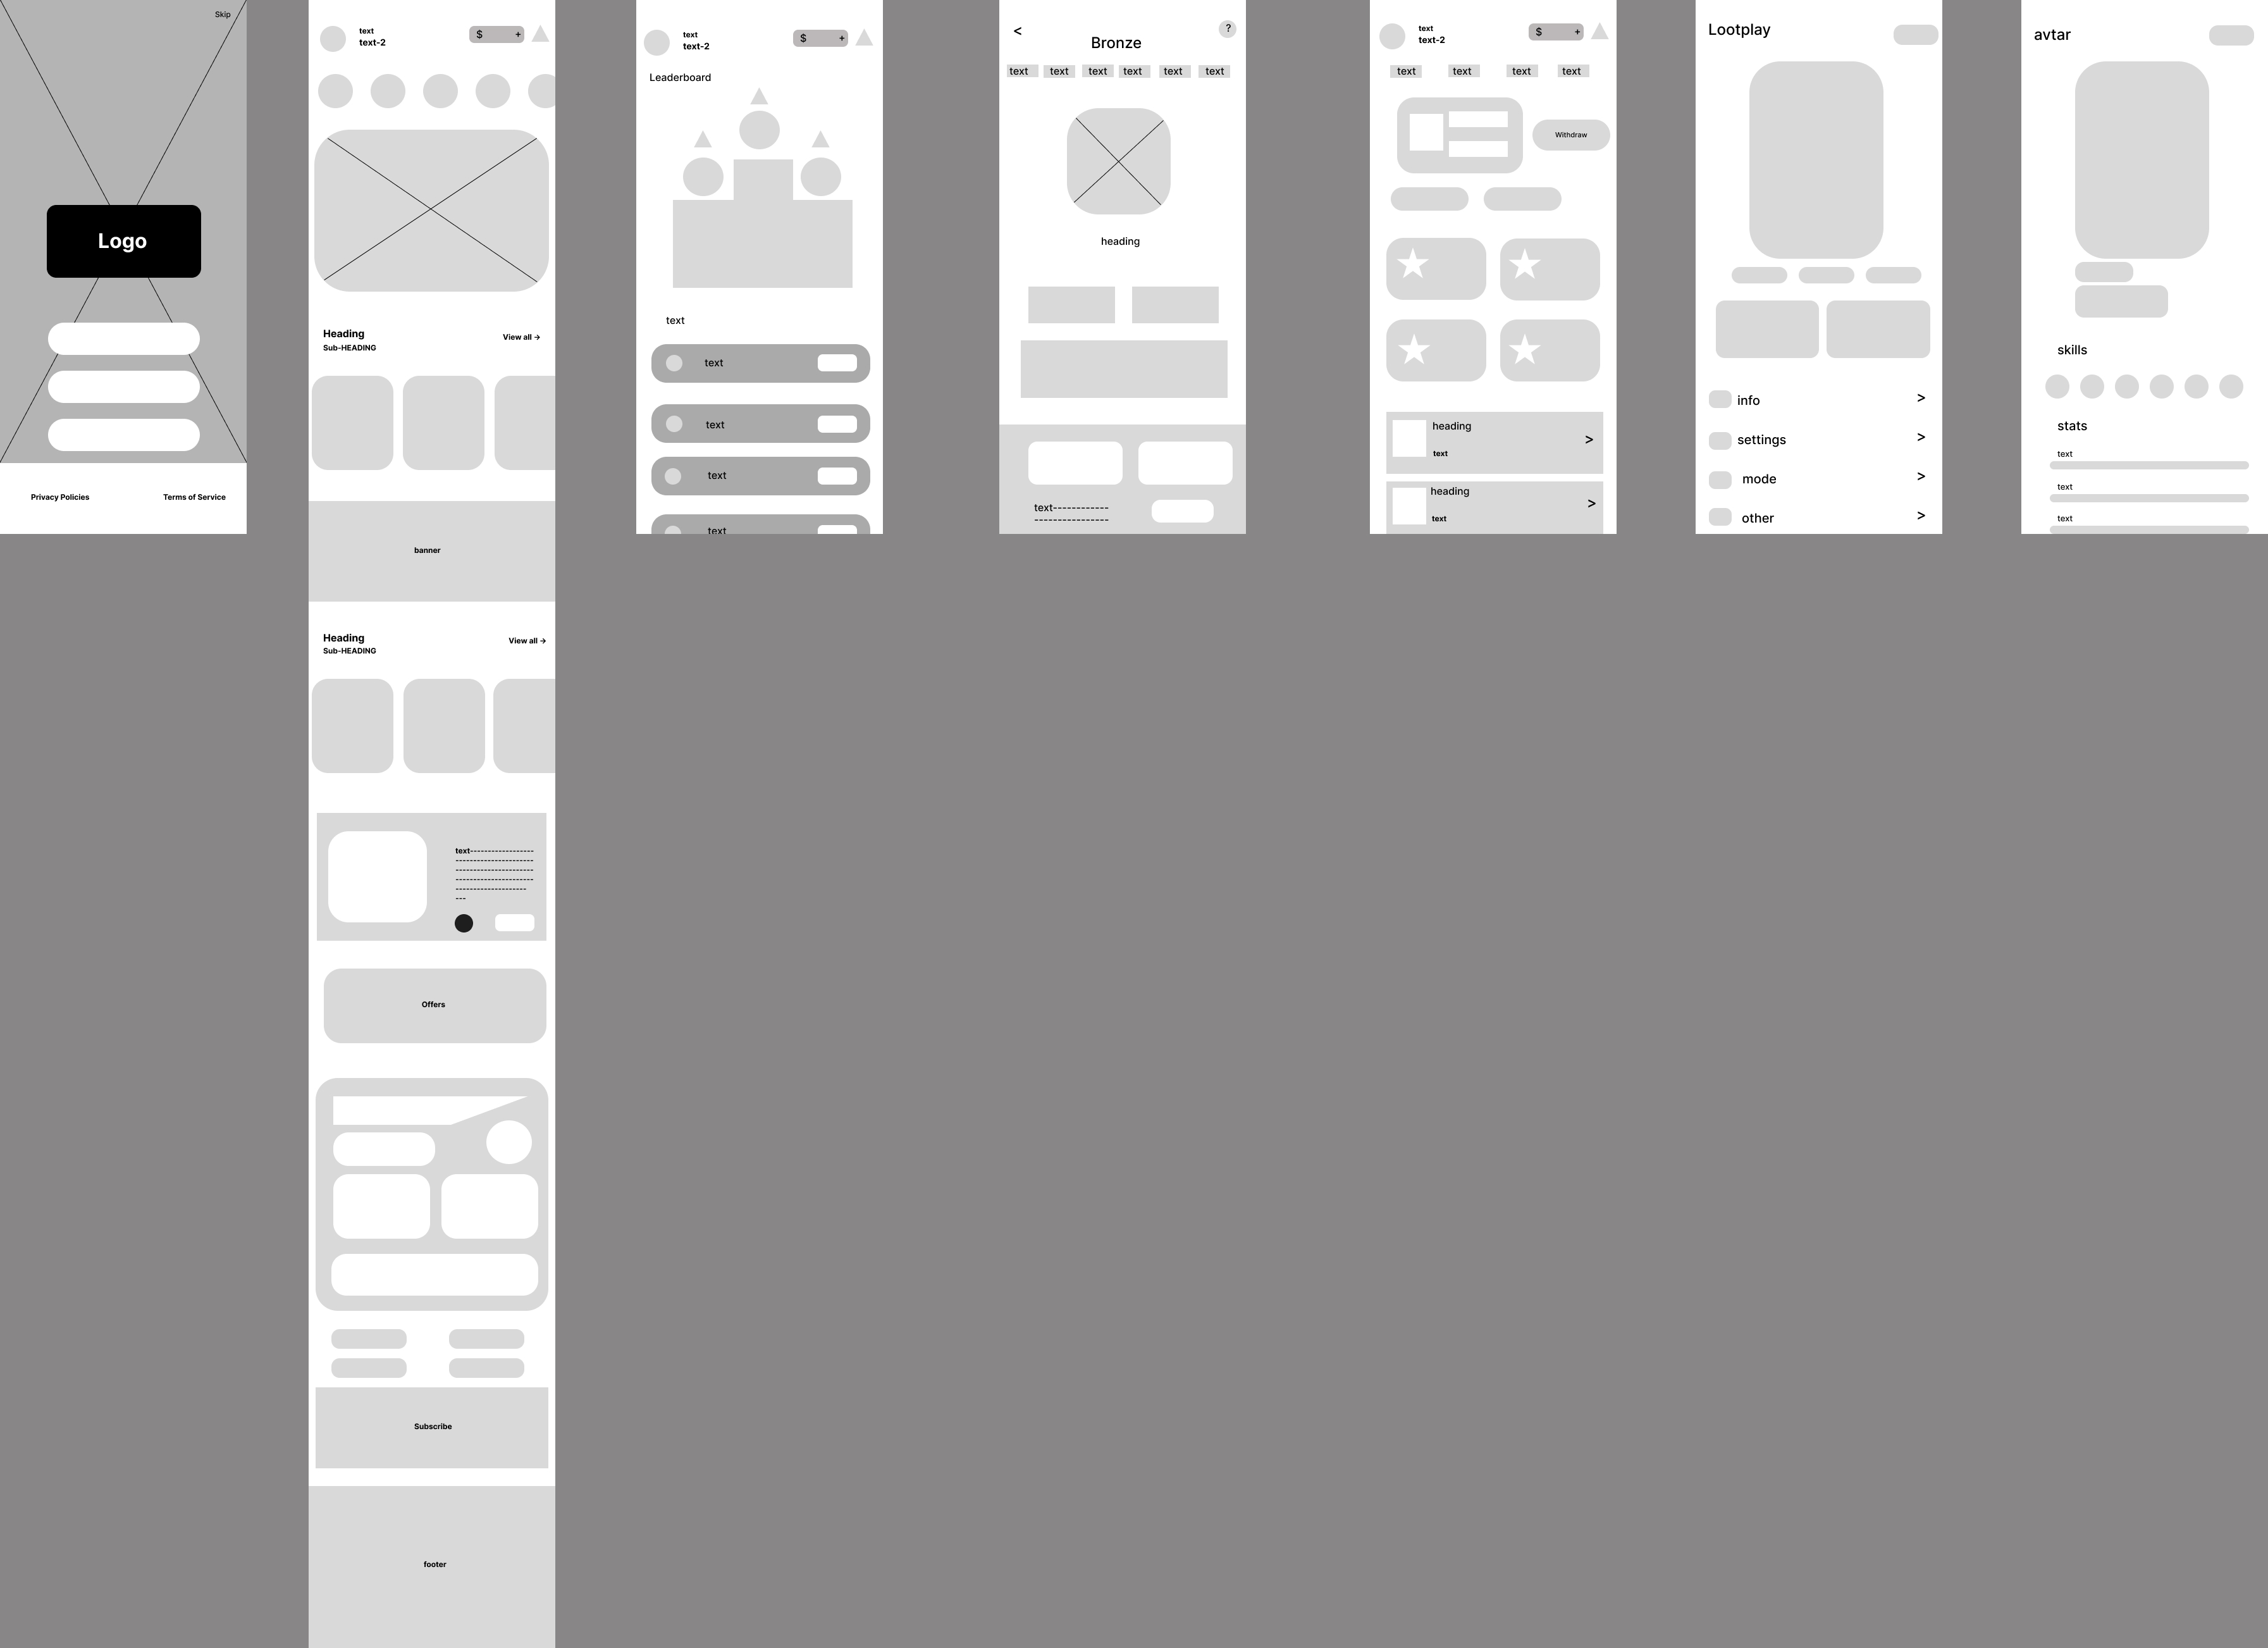 Skip
Logo
Privacy Policies
Terms of Service
text
text-2
$ +
Heading
Sub-HEADING
View all →
banner
Heading
Sub-HEADING
View all →
text------------------
----------------------
----------------------
----------------------
--------------------
---
Offers
Subscribe
footer
text
text-2
$ +
Leaderboard
text
text
text
text
text
<
?
Bronze
text text text text text text
heading
text------------
----------------
text
text-2
$ +
text text text text
Withdraw
heading
text
>
heading
text
>
Lootplay
info >
settings >
mode >
other >
avtar
skills
stats
text
text
text